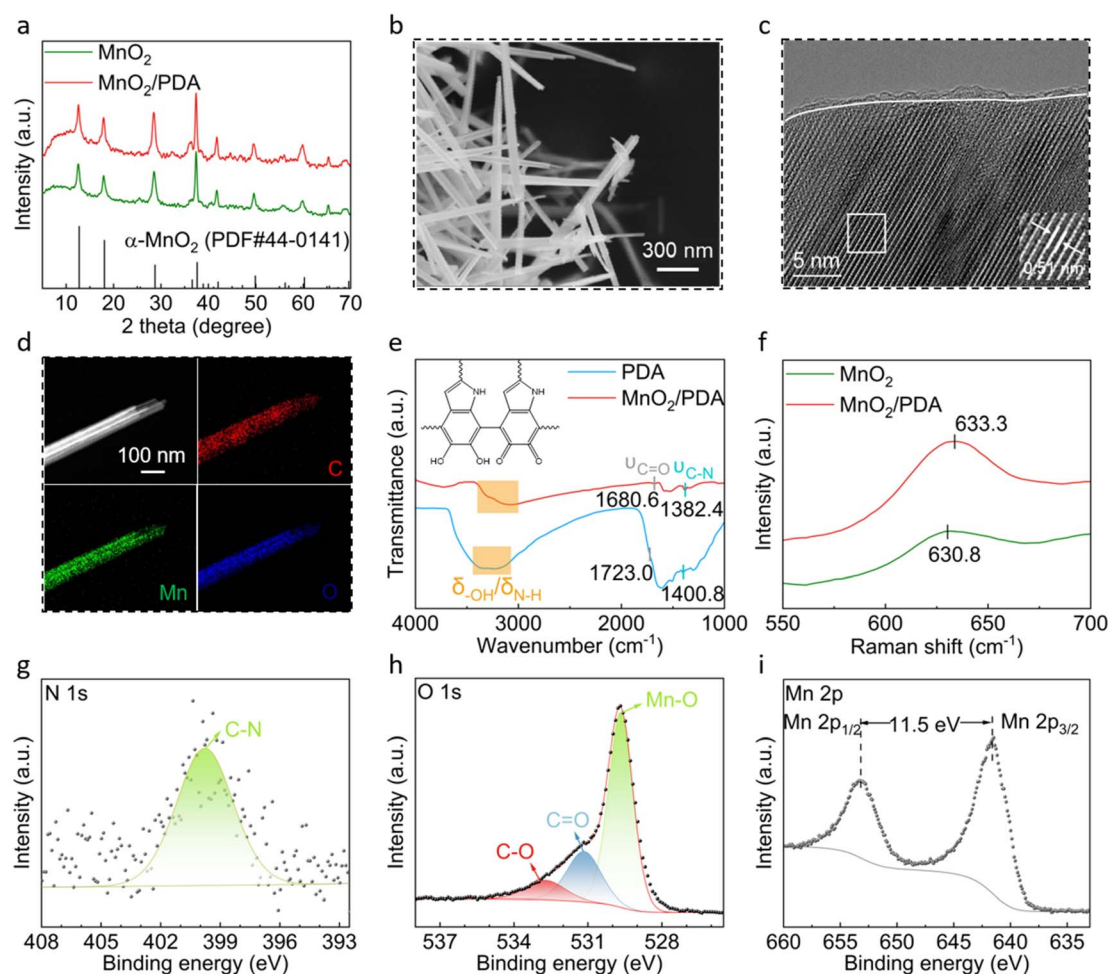 a
MnO₂
MnO₂/PDA
α-MnO₂ (PDF#44-0141)
Intensity (a.u.)
10 20 30 40 50 60 70
2 theta (degree)
b
300 nm
c
5 nm
0.51 nm
d
100 nm
C
Mn
O
e
PDA
MnO₂/PDA
NH
NH
HO
OH
O
O
υC=O
υC-N
1680.6
1382.4
1723.0
1400.8
δ-OH/δN-H
Transmittance (a.u.)
4000 3000 2000 1000
Wavenumber (cm⁻¹)
f
MnO₂
MnO₂/PDA
633.3
630.8
Intensity (a.u.)
550 600 650 700
Raman shift (cm⁻¹)
g
N 1s
C-N
Intensity (a.u.)
408 405 402 399 396 393
Binding energy (eV)
h
O 1s
Mn-O
C=O
C-O
Intensity (a.u.)
537 534 531 528
Binding energy (eV)
i
Mn 2p
Mn 2p₁/₂
11.5 eV
Mn 2p₃/₂
Intensity (a.u.)
660 655 650 645 640 635
Binding energy (eV)